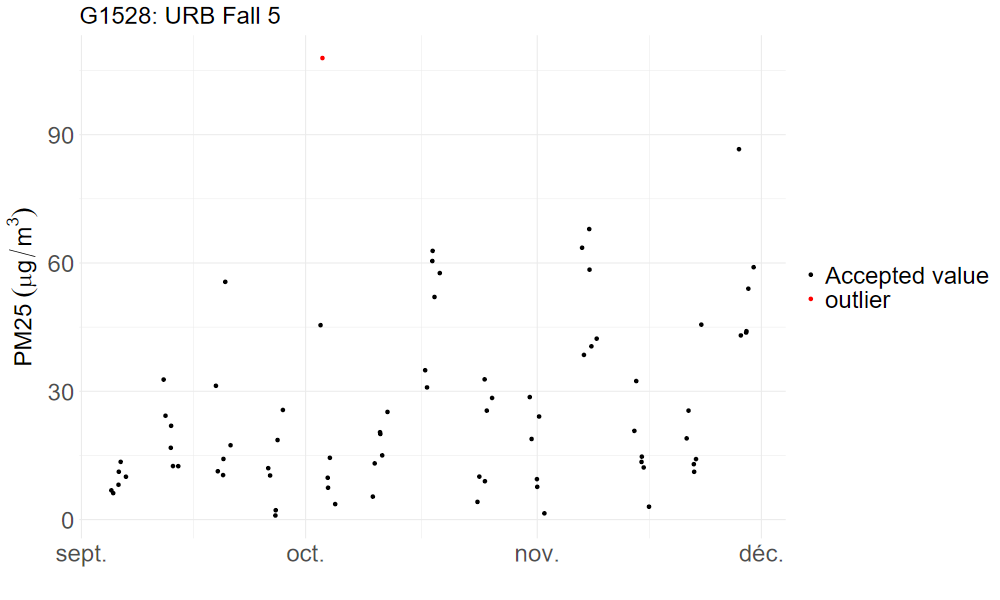 G1528: URB Fall 5
PM25 (μg/m³)
90
60
30
0
sept.
oct.
nov.
déc.
Accepted value
outlier